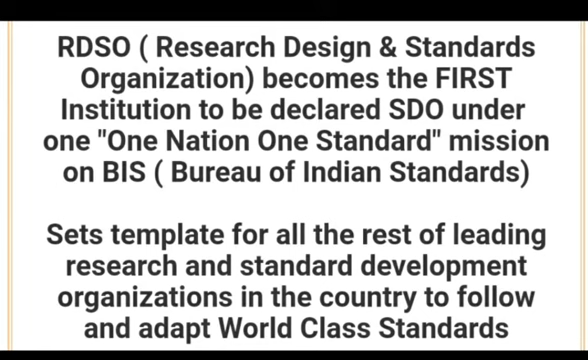 RDSO ( Research Design & Standards
Organization) becomes the FIRST
Institution to be declared SDO under
one "One Nation One Standard" mission
on BIS ( Bureau of Indian Standards)
Sets template for all the rest of leading
research and standard development
organizations in the country to follow
and adapt World Class Standards